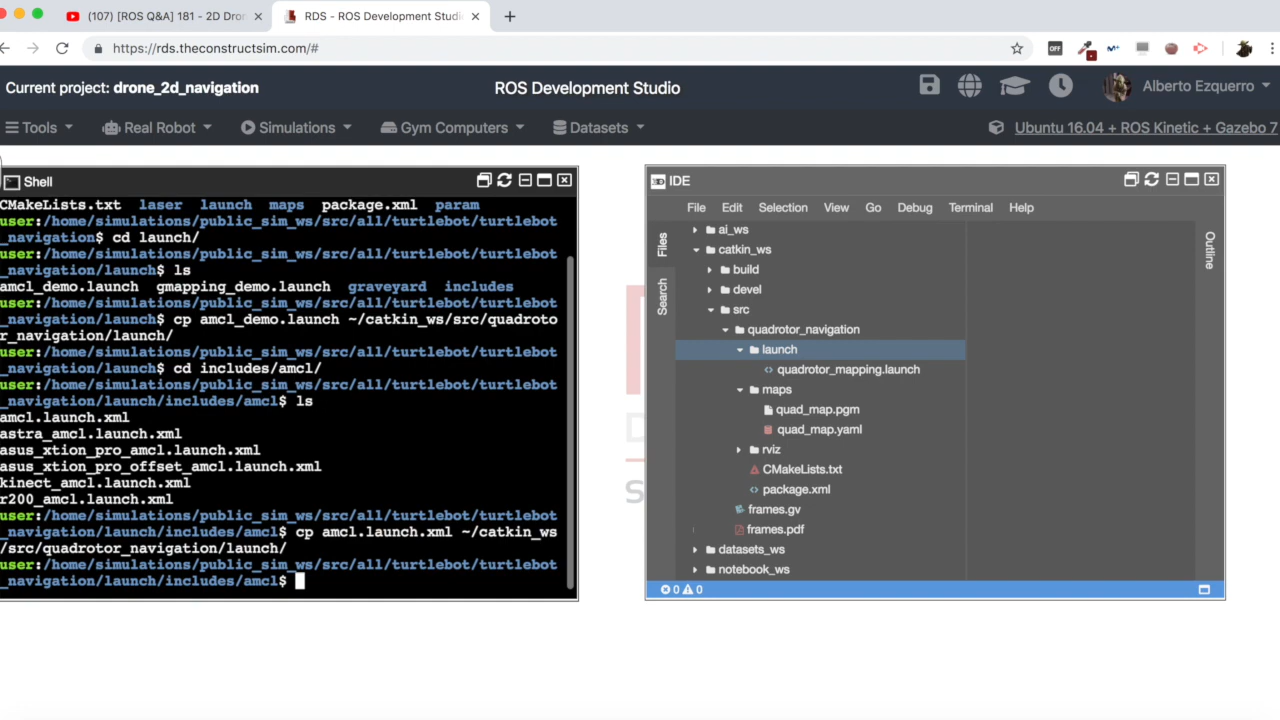 (107) [ROS Q&A] 181 - 2D Dron
RDS - ROS Development Studio
https://rds.theconstructsim.com/#
OFF
Current project: drone_2d_navigation
ROS Development Studio
Alberto Ezquerro
Tools
Real Robot
Simulations
Gym Computers
Datasets
Ubuntu 16.04 + ROS Kinetic + Gazebo 7
Shell
CMakeLists.txt laser launch maps package.xml param
user:/home/simulations/public_sim_ws/src/all/turtlebot/turtlebot
_navigation$ cd launch/
user:/home/simulations/public_sim_ws/src/all/turtlebot/turtlebot
_navigation/launch$ ls
amcl_demo.launch gmapping_demo.launch graveyard includes
user:/home/simulations/public_sim_ws/src/all/turtlebot/turtlebot
_navigation/launch$ cp amcl_demo.launch ~/catkin_ws/src/quadroto
r_navigation/launch/
user:/home/simulations/public_sim_ws/src/all/turtlebot/turtlebot
_navigation/launch$ cd includes/amcl/
user:/home/simulations/public_sim_ws/src/all/turtlebot/turtlebot
_navigation/launch/includes/amcl$ ls
amcl.launch.xml
astra_amcl.launch.xml
asus_xtion_pro_amcl.launch.xml
asus_xtion_pro_offset_amcl.launch.xml
kinect_amcl.launch.xml
r200_amcl.launch.xml
user:/home/simulations/public_sim_ws/src/all/turtlebot/turtlebot
_navigation/launch/includes/amcl$ cp amcl.launch.xml ~/catkin_ws
/src/quadrotor_navigation/launch/
user:/home/simulations/public_sim_ws/src/all/turtlebot/turtlebot
_navigation/launch/includes/amcl$
IDE
File Edit Selection View Go Debug Terminal Help
Files
Search
Outline
ai_ws
catkin_ws
build
devel
src
quadrotor_navigation
launch
quadrotor_mapping.launch
maps
quad_map.pgm
quad_map.yaml
rviz
CMakeLists.txt
package.xml
frames.gv
frames.pdf
datasets_ws
notebook_ws
0 0